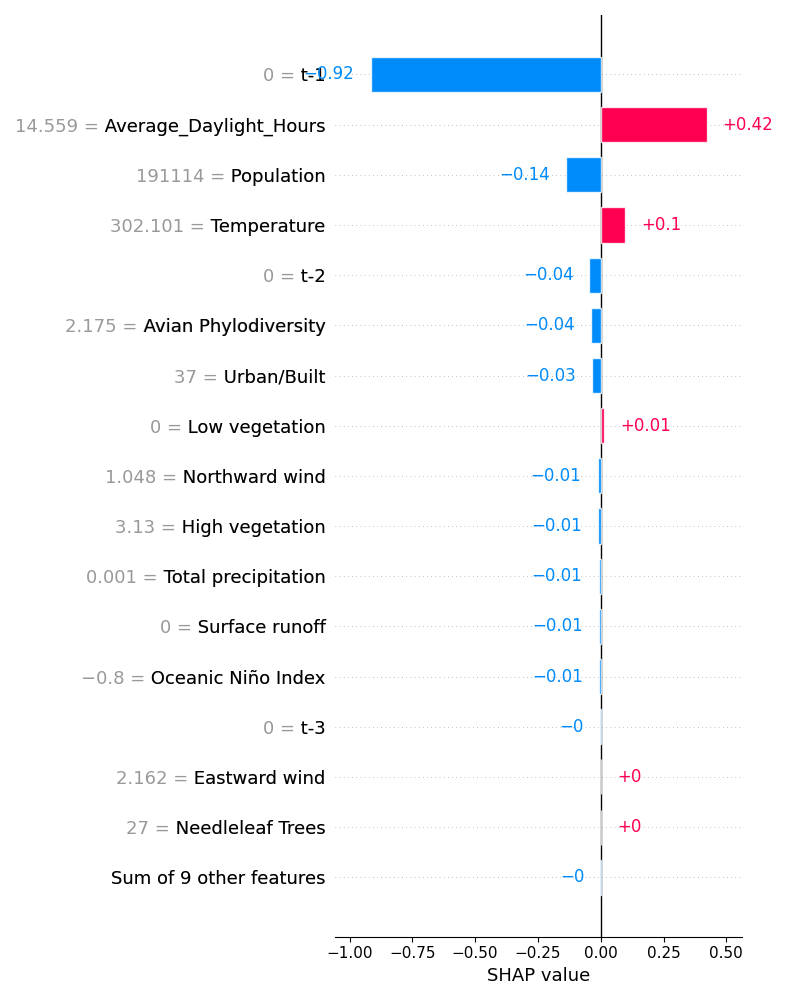 0 = t-1 −0.92
14.559 = Average_Daylight_Hours +0.42
191114 = Population −0.14
302.101 = Temperature +0.1
0 = t-2 −0.04
2.175 = Avian Phylodiversity −0.04
37 = Urban/Built −0.03
0 = Low vegetation +0.01
1.048 = Northward wind −0.01
3.13 = High vegetation −0.01
0.001 = Total precipitation −0.01
0 = Surface runoff −0.01
−0.8 = Oceanic Niño Index −0.01
0 = t-3 −0
2.162 = Eastward wind +0
27 = Needleleaf Trees +0
Sum of 9 other features −0
−1.00 −0.75 −0.50 −0.25 0.00 0.25 0.50
SHAP value